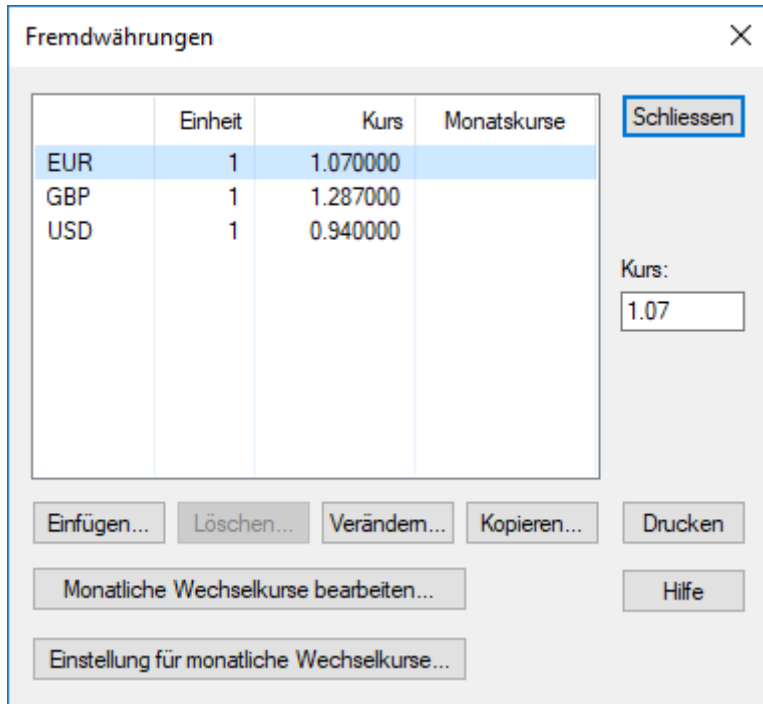 Fremdwährungen
Einheit Kurs Monatskurse
EUR 1 1.070000
GBP 1 1.287000
USD 1 0.940000
Schliessen
Kurs:
1.07
Einfügen... Löschen... Verändern... Kopieren... Drucken
Monatliche Wechselkurse bearbeiten... Hilfe
Einstellung für monatliche Wechselkurse...